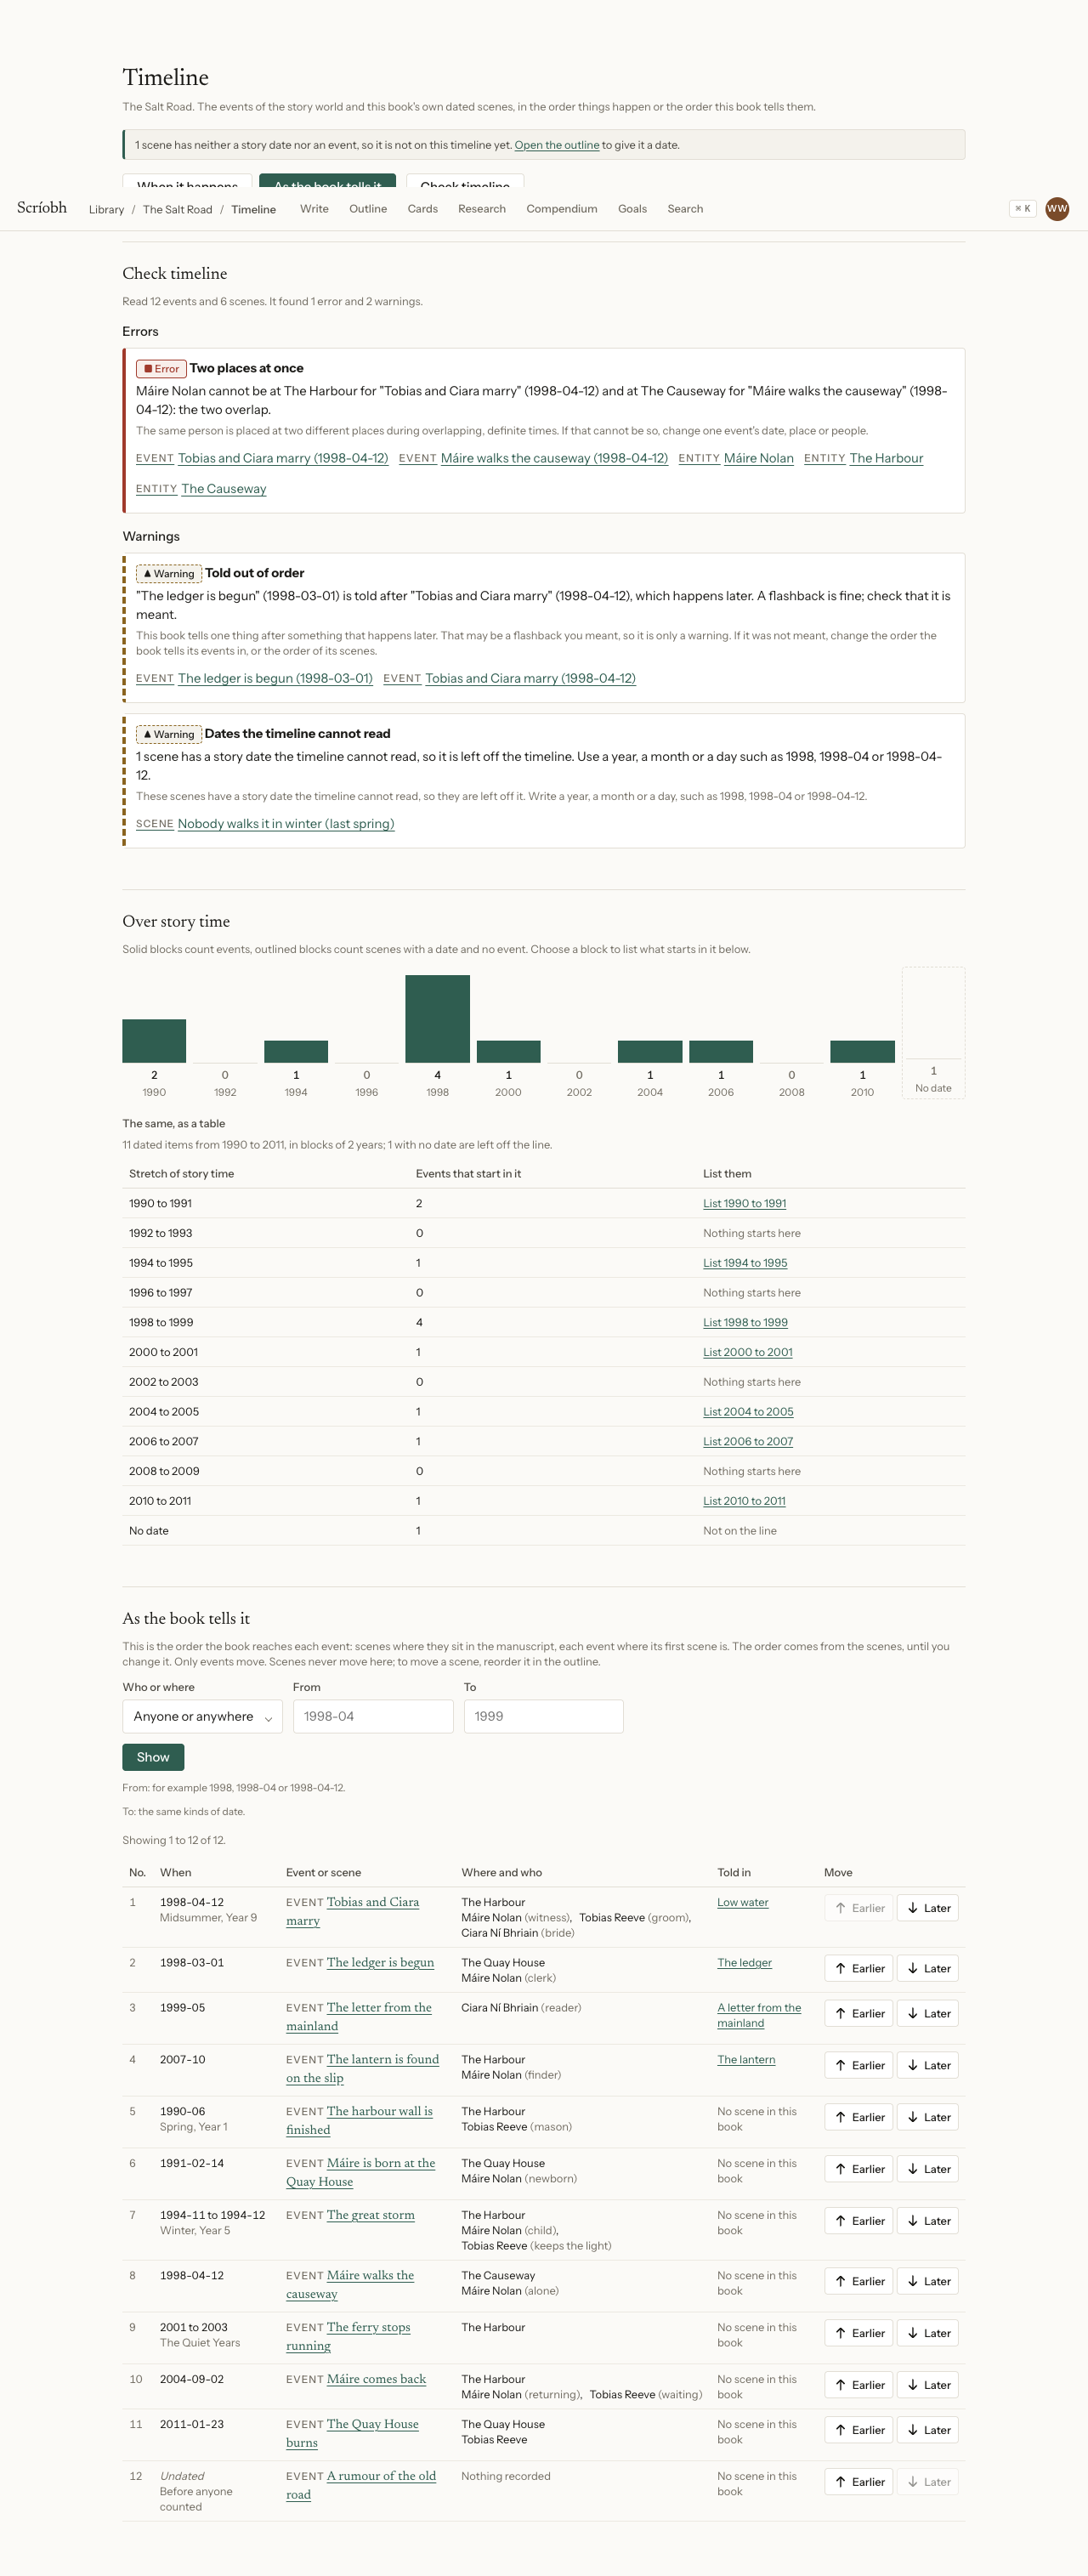 Timeline
The Salt Road. The events of the story world and this book's own dated scenes, in the order things happen or the order this book tells them.
1 scene has neither a story date nor an event, so it is not on this timeline yet. Open the outline to give it a date.
When it happens As the book tells it Check timeline
Scríobh Library / The Salt Road / Timeline Write Outline Cards Research Compendium Goals Search ⌘ K WW
Check timeline
Read 12 events and 6 scenes. It found 1 error and 2 warnings.
Errors
Error Two places at once
Máire Nolan cannot be at The Harbour for "Tobias and Ciara marry" (1998-04-12) and at The Causeway for "Máire walks the causeway" (1998-
04-12): the two overlap.
The same person is placed at two different places during overlapping, definite times. If that cannot be so, change one event's date, place or people.
EVENT Tobias and Ciara marry (1998-04-12) EVENT Máire walks the causeway (1998-04-12) ENTITY Máire Nolan ENTITY The Harbour
ENTITY The Causeway
Warnings
Warning Told out of order
"The ledger is begun" (1998-03-01) is told after "Tobias and Ciara marry" (1998-04-12), which happens later. A flashback is fine; check that it is
meant.
This book tells one thing after something that happens later. That may be a flashback you meant, so it is only a warning. If it was not meant, change the order the
book tells its events in, or the order of its scenes.
EVENT The ledger is begun (1998-03-01) EVENT Tobias and Ciara marry (1998-04-12)
Warning Dates the timeline cannot read
1 scene has a story date the timeline cannot read, so it is left off the timeline. Use a year, a month or a day such as 1998, 1998-04 or 1998-04-
12.
These scenes have a story date the timeline cannot read, so they are left off it. Write a year, a month or a day, such as 1998, 1998-04 or 1998-04-12.
SCENE Nobody walks it in winter (last spring)
Over story time
Solid blocks count events, outlined blocks count scenes with a date and no event. Choose a block to list what starts in it below.
2 0 1 0 4 1 0 1 1 0 1 1
1990 1992 1994 1996 1998 2000 2002 2004 2006 2008 2010 No date
The same, as a table
11 dated items from 1990 to 2011, in blocks of 2 years; 1 with no date are left off the line.
Stretch of story time Events that start in it List them
1990 to 1991 2 List 1990 to 1991
1992 to 1993 0 Nothing starts here
1994 to 1995 1 List 1994 to 1995
1996 to 1997 0 Nothing starts here
1998 to 1999 4 List 1998 to 1999
2000 to 2001 1 List 2000 to 2001
2002 to 2003 0 Nothing starts here
2004 to 2005 1 List 2004 to 2005
2006 to 2007 1 List 2006 to 2007
2008 to 2009 0 Nothing starts here
2010 to 2011 1 List 2010 to 2011
No date 1 Not on the line
As the book tells it
This is the order the book reaches each event: scenes where they sit in the manuscript, each event where its first scene is. The order comes from the scenes, until you
change it. Only events move. Scenes never move here; to move a scene, reorder it in the outline.
Who or where From To
Anyone or anywhere 1998-04 1999
Show
From: for example 1998, 1998-04 or 1998-04-12.
To: the same kinds of date.
Showing 1 to 12 of 12.
No. When Event or scene Where and who Told in Move
1 1998-04-12 EVENT Tobias and Ciara The Harbour Low water Earlier Later
Midsummer, Year 9 marry Máire Nolan (witness), Tobias Reeve (groom),
Ciara Ní Bhriain (bride)
2 1998-03-01 EVENT The ledger is begun The Quay House The ledger Earlier Later
Máire Nolan (clerk)
3 1999-05 EVENT The letter from the Ciara Ní Bhriain (reader) A letter from the Earlier Later
mainland mainland
4 2007-10 EVENT The lantern is found The Harbour The lantern Earlier Later
on the slip Máire Nolan (finder)
5 1990-06 EVENT The harbour wall is The Harbour No scene in this Earlier Later
Spring, Year 1 finished Tobias Reeve (mason) book
6 1991-02-14 EVENT Máire is born at the The Quay House No scene in this Earlier Later
Quay House Máire Nolan (newborn) book
7 1994-11 to 1994-12 EVENT The great storm The Harbour No scene in this Earlier Later
Winter, Year 5 Máire Nolan (child), book
Tobias Reeve (keeps the light)
8 1998-04-12 EVENT Máire walks the The Causeway No scene in this Earlier Later
causeway Máire Nolan (alone) book
9 2001 to 2003 EVENT The ferry stops The Harbour No scene in this Earlier Later
The Quiet Years running book
10 2004-09-02 EVENT Máire comes back The Harbour No scene in this Earlier Later
Máire Nolan (returning), Tobias Reeve (waiting) book
11 2011-01-23 EVENT The Quay House The Quay House No scene in this Earlier Later
burns Tobias Reeve book
12 Undated EVENT A rumour of the old Nothing recorded No scene in this Earlier Later
Before anyone road book
counted